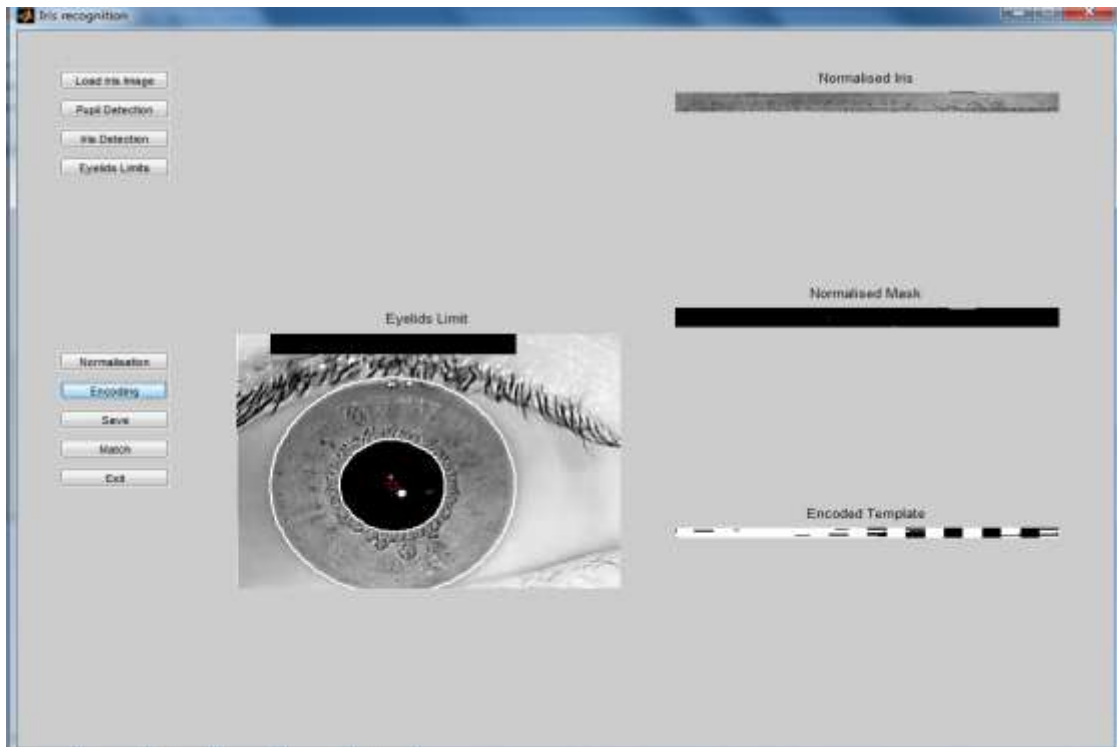 Iris recognition
Load Iris Image
Pupil Detection
Iris Detection
Eyelids Limits
Normalisation
Encoding
Save
Match
Exit
Eyelids Limit
Normalised Iris
Normalised Mask
Encoded Template